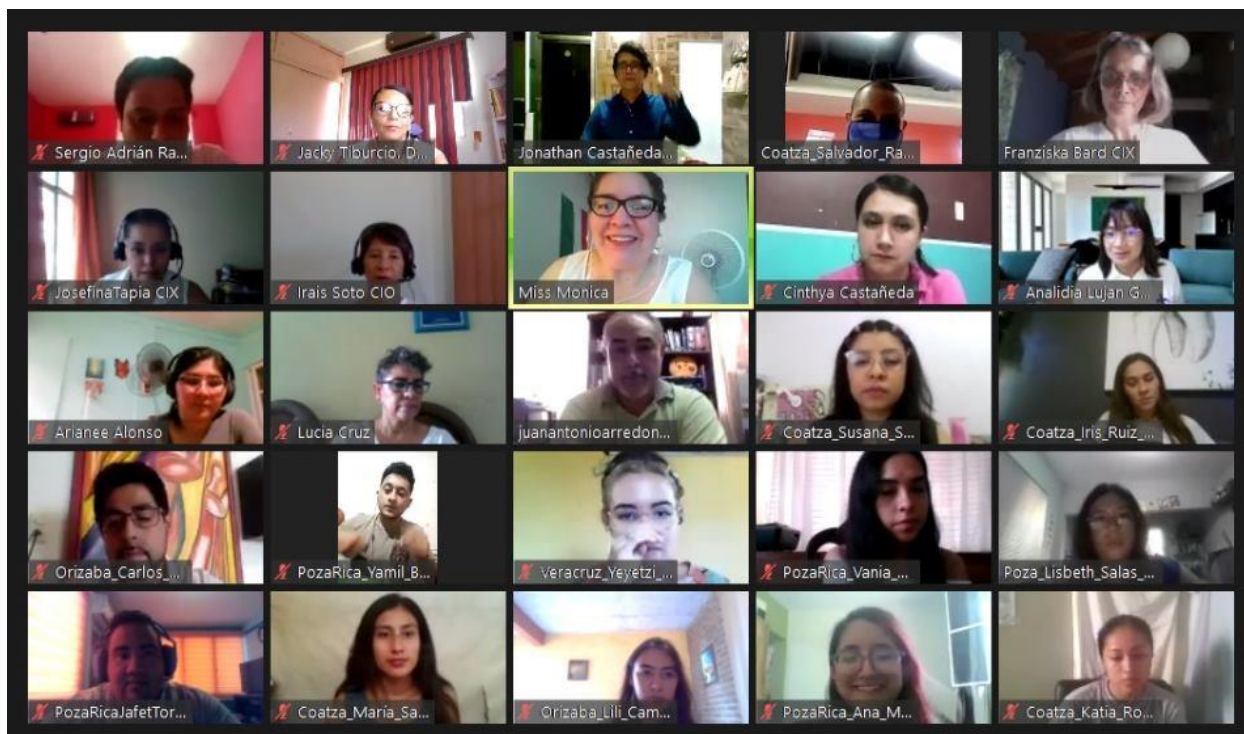 Sergio Adrián Ra...
Jacky Tiburcio. D...
Jonathan Castañeda...
Coatza_Salvador_Ra...
Franziska Bard CIX
JosefinaTapia CIX
Irais Soto CIO
Miss Monica
Cinthya Castañeda
Analidia Lujan G...
Arianee Alonso
Lucia Cruz
juanantonioarredon...
Coatza_Susana_S...
Coatza_Iris_Ruiz_...
Orizaba_Carlos_...
PozaRica_Yamil_B...
Veracruz_Yeyetzi_...
PozaRica_Vania_...
Poza_Lisbeth_Salas_...
PozaRicaJafetTor...
Coatza_María_Sa...
Orizaba_Lili_Cam...
PozaRica_Ana_M...
Coatza_Katia_Ro...